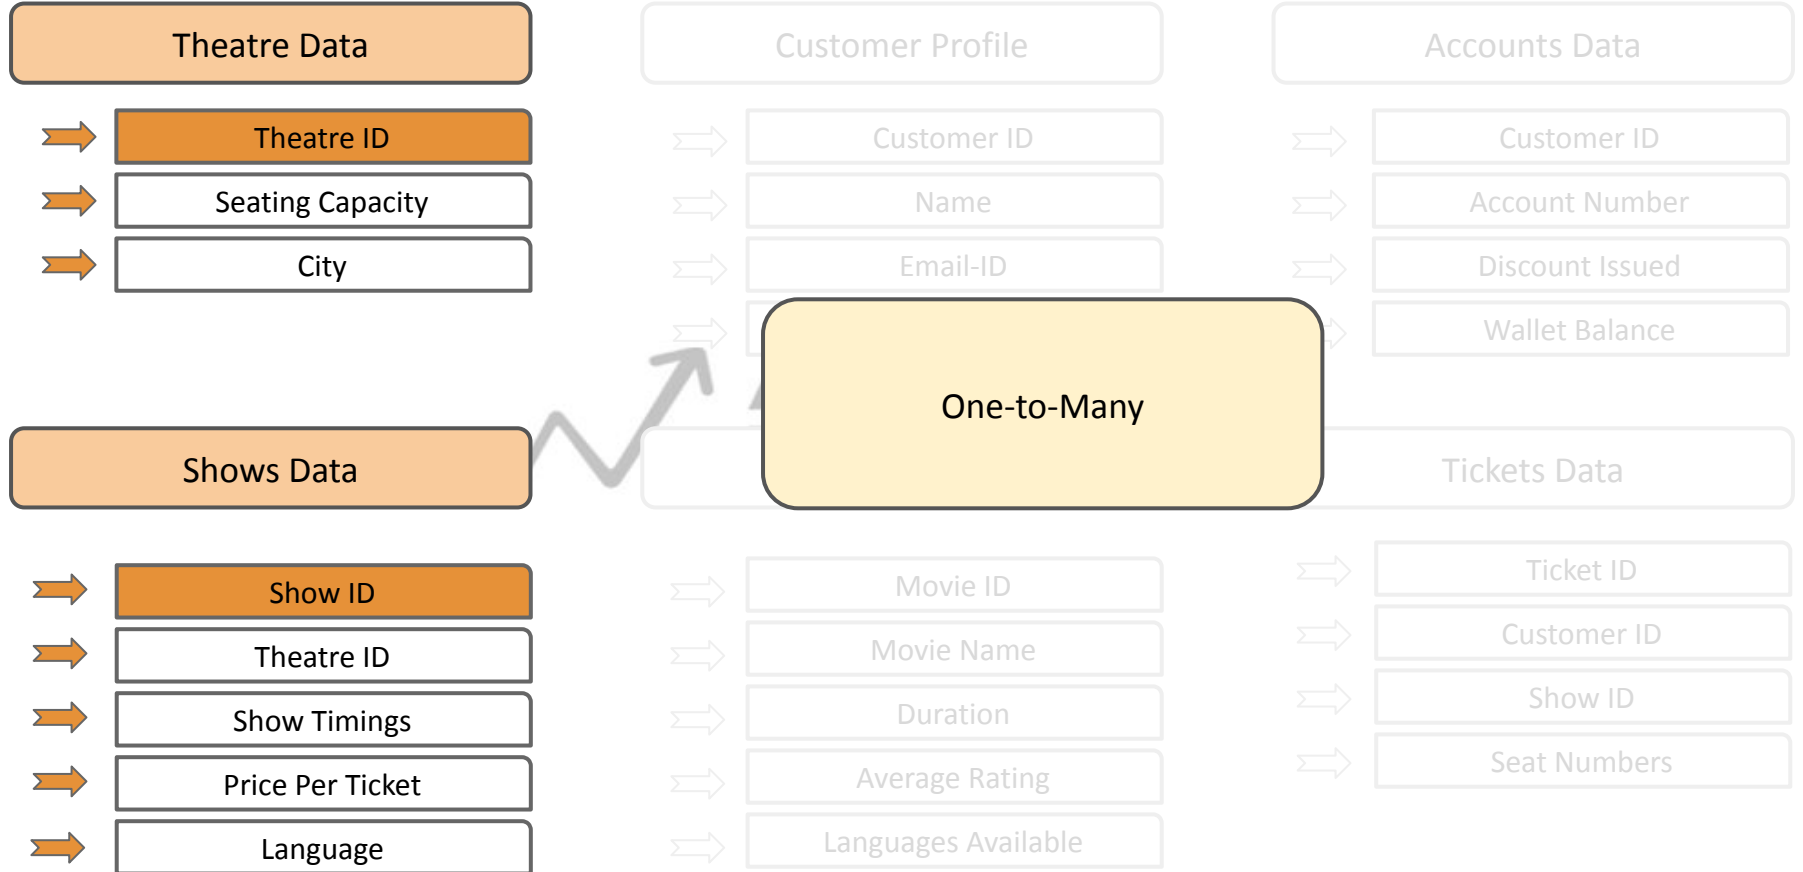 Theatre Data
Theatre ID
Seating Capacity
City
Customer Profile
Customer ID
Name
Email-ID
Accounts Data
Customer ID
Account Number
Discount Issued
Wallet Balance
One-to-Many
Shows Data
Show ID
Theatre ID
Show Timings
Price Per Ticket
Language
Movie ID
Movie Name
Duration
Average Rating
Languages Available
Tickets Data
Ticket ID
Customer ID
Show ID
Seat Numbers